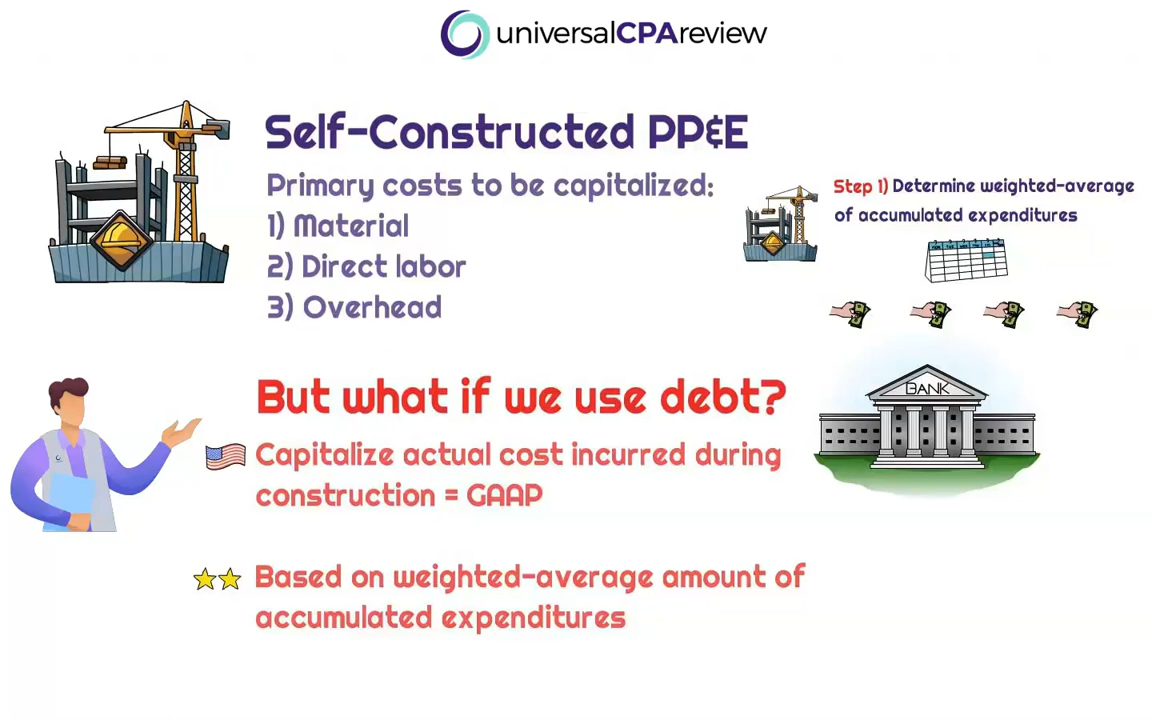 universalCPAreview
Self-Constructed PP&E
Primary costs to be capitalized:
1) Material
2) Direct labor
3) Overhead
Step 1) Determine weighted-average
of accumulated expenditures
But what if we use debt?
BANK
Capitalize actual cost incurred during
construction = GAAP
Based on weighted-average amount of
accumulated expenditures